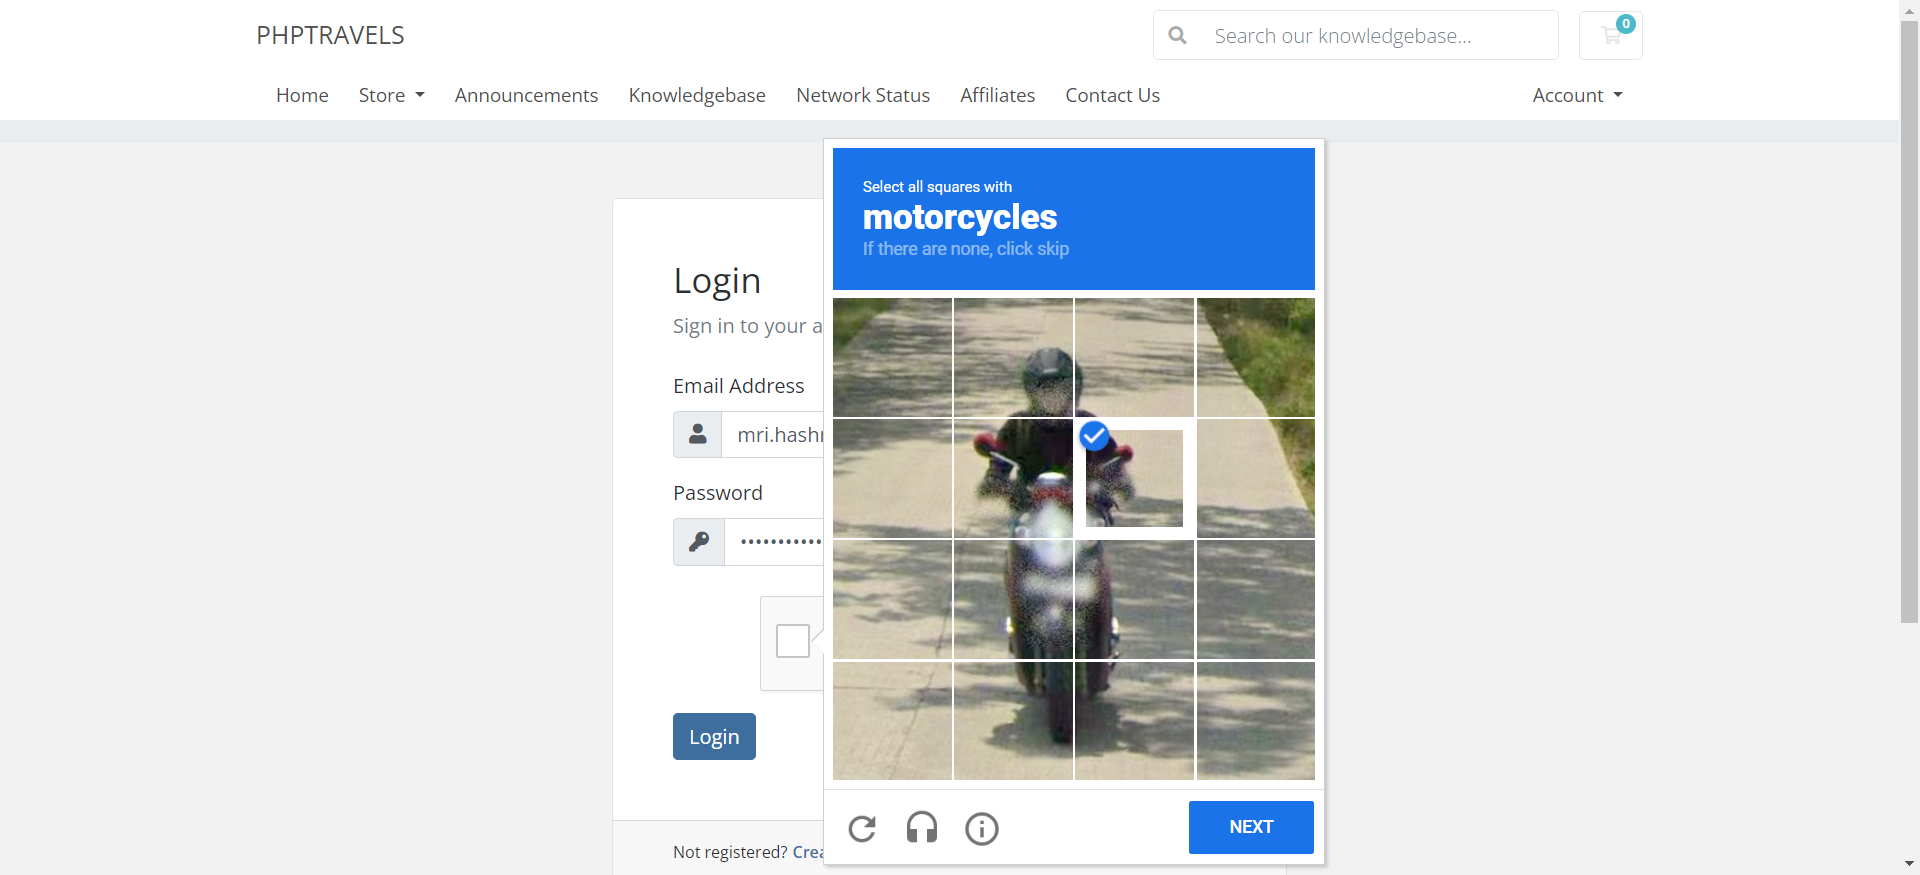 PHPTRAVELS
Search our knowledgebase...
0
Home
Store
Announcements
Knowledgebase
Network Status
Affiliates
Contact Us
Account
Select all squares with
motorcycles
If there are none, click skip
Login
Sign in to your a
Email Address
mri.hash
Password
Login
NEXT
Not registered? Crea